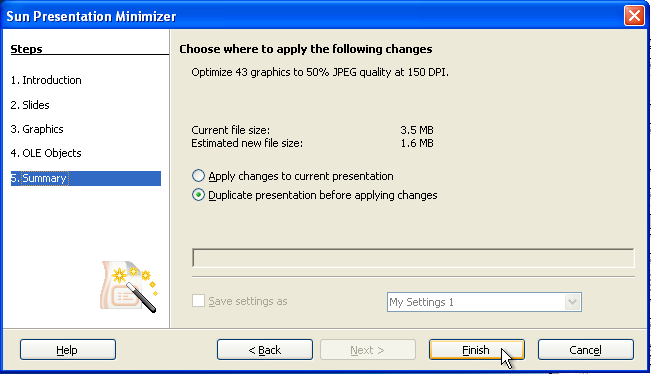 Sun Presentation Minimizer
Steps
1. Introduction
2. Slides
3. Graphics
4. OLE Objects
5. Summary
Choose where to apply the following changes
Optimize 43 graphics to 50% JPEG quality at 150 DPI.
Current file size: 3.5 MB
Estimated new file size: 1.6 MB
Apply changes to current presentation
Duplicate presentation before applying changes
Save settings as My Settings 1
Help < Back Next > Finish Cancel